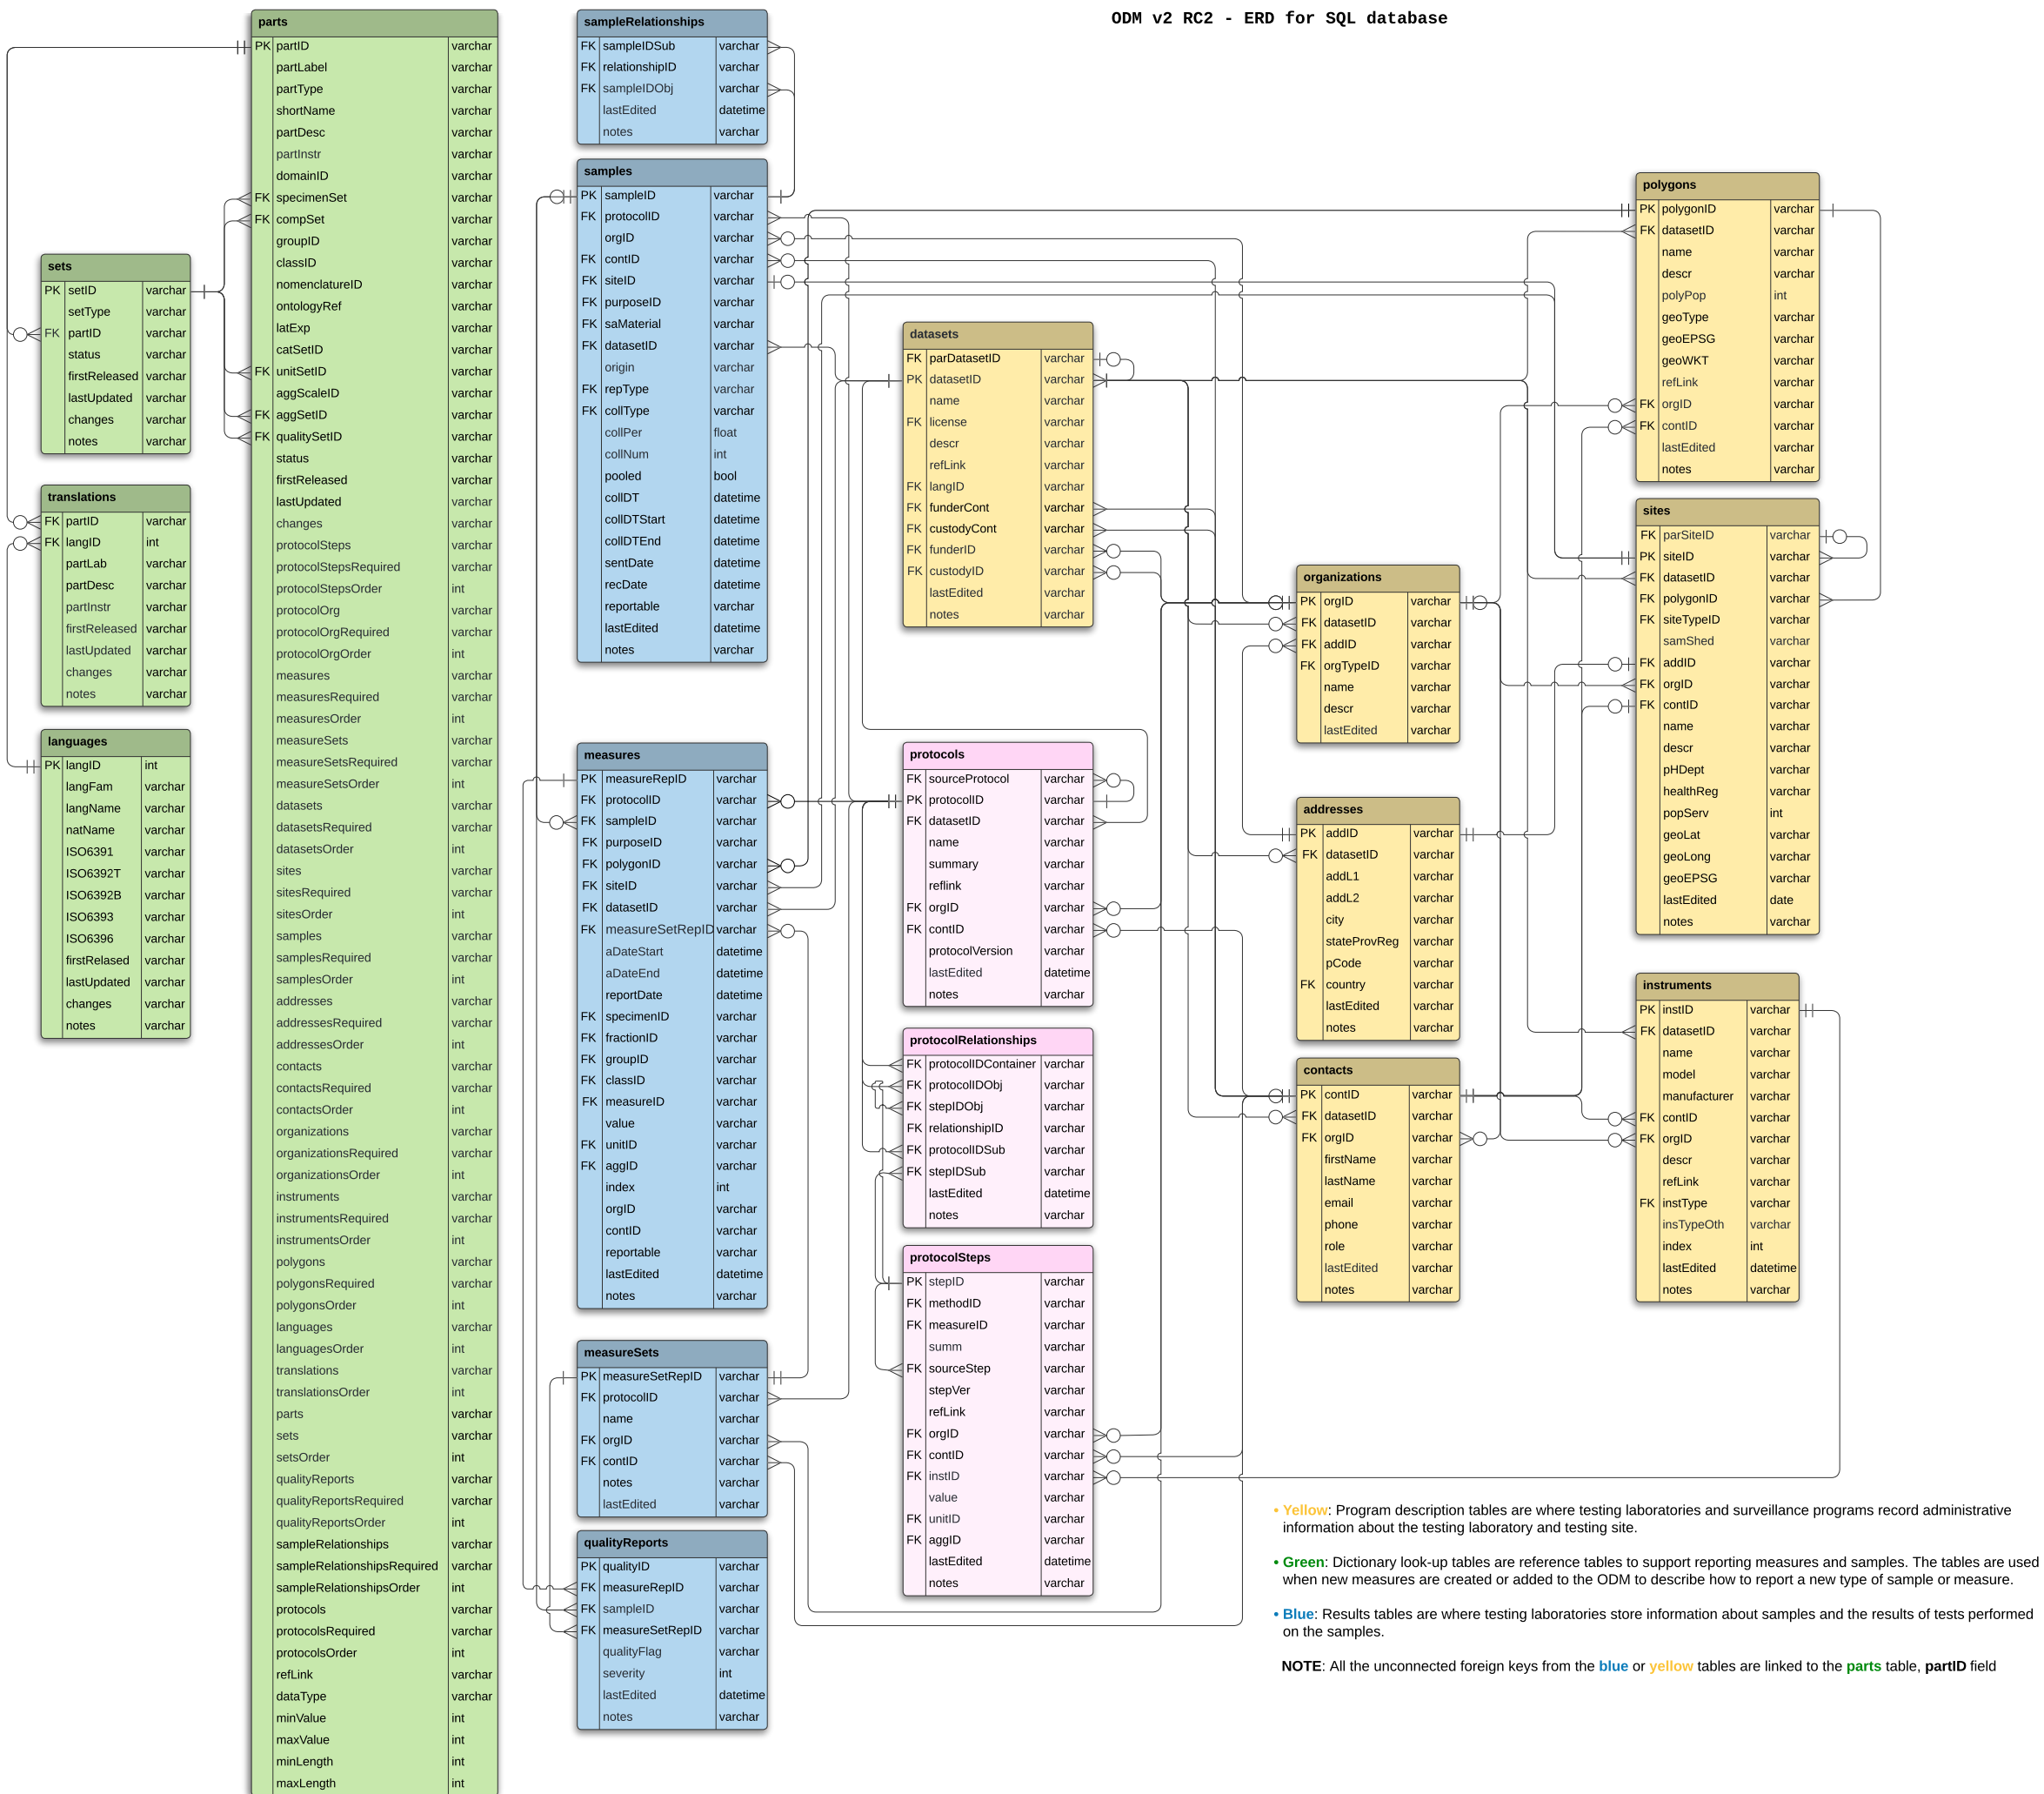 ODM v2 RC2 - ERD for SQL database
parts
PK partID varchar
partLabel varchar
partType varchar
shortName varchar
partDesc varchar
partInstr varchar
domainID varchar
FK specimenSet varchar
FK compSet varchar
groupID varchar
classID varchar
nomenclatureID varchar
ontologyRef varchar
latExp varchar
catSetID varchar
FK unitSetID varchar
aggScaleID varchar
FK aggSetID varchar
FK qualitySetID varchar
status varchar
firstReleased varchar
lastUpdated varchar
changes varchar
protocolSteps varchar
protocolStepsRequired varchar
protocolStepsOrder int
protocolOrg varchar
protocolOrgRequired varchar
protocolOrgOrder int
measures varchar
measuresRequired varchar
measuresOrder int
measureSets varchar
measureSetsRequired varchar
measureSetsOrder int
datasets varchar
datasetsRequired varchar
datasetsOrder int
sites varchar
sitesRequired varchar
sitesOrder int
samples varchar
samplesRequired varchar
samplesOrder int
addresses varchar
addressesRequired varchar
addressesOrder int
contacts varchar
contactsRequired varchar
contactsOrder int
organizations varchar
organizationsRequired varchar
organizationsOrder int
instruments varchar
instrumentsRequired varchar
instrumentsOrder int
polygons varchar
polygonsRequired varchar
polygonsOrder int
languages varchar
languagesOrder int
translations varchar
translationsOrder int
parts varchar
sets varchar
setsOrder int
qualityReports varchar
qualityReportsRequired varchar
qualityReportsOrder int
sampleRelationships varchar
sampleRelationshipsRequired varchar
sampleRelationshipsOrder int
protocols varchar
protocolsRequired varchar
protocolsOrder int
refLink varchar
dataType varchar
minValue int
maxValue int
minLength int
maxLength int
sets
PK setID varchar
setType varchar
FK partID varchar
status varchar
firstReleased varchar
lastUpdated varchar
changes varchar
notes varchar
translations
FK partID varchar
FK langID int
partLab varchar
partDesc varchar
partInstr varchar
firstReleased varchar
lastUpdated varchar
changes varchar
notes varchar
languages
PK langID int
langFam varchar
langName varchar
natName varchar
ISO6391 varchar
ISO6392T varchar
ISO6392B varchar
ISO6393 varchar
ISO6396 varchar
firstRelased varchar
lastUpdated varchar
changes varchar
notes varchar
sampleRelationships
FK sampleIDSub varchar
FK relationshipID varchar
FK sampleIDObj varchar
lastEdited datetime
notes varchar
samples
PK sampleID varchar
FK protocolID varchar
orgID varchar
FK contID varchar
FK siteID varchar
FK purposeID varchar
FK saMaterial varchar
FK datasetID varchar
origin varchar
FK repType varchar
FK collType varchar
collPer float
collNum int
pooled bool
collDT datetime
collDTStart datetime
collDTEnd datetime
sentDate datetime
recDate datetime
reportable varchar
lastEdited datetime
notes varchar
measures
PK measureRepID varchar
FK protocolID varchar
FK sampleID varchar
FK purposeID varchar
FK polygonID varchar
FK siteID varchar
FK datasetID varchar
FK measureSetRepID varchar
aDateStart datetime
aDateEnd datetime
reportDate datetime
FK specimenID varchar
FK fractionID varchar
FK groupID varchar
FK classID varchar
FK measureID varchar
value varchar
FK unitID varchar
FK aggID varchar
index int
orgID varchar
contID varchar
reportable varchar
lastEdited datetime
notes varchar
measureSets
PK measureSetRepID varchar
FK protocolID varchar
name varchar
FK orgID varchar
FK contID varchar
notes varchar
lastEdited varchar
qualityReports
PK qualityID varchar
FK measureRepID varchar
FK sampleID varchar
FK measureSetRepID varchar
qualityFlag varchar
severity int
lastEdited datetime
notes varchar
datasets
FK parDatasetID varchar
PK datasetID varchar
name varchar
FK license varchar
descr varchar
refLink varchar
FK langID varchar
FK funderCont varchar
FK custodyCont varchar
FK funderID varchar
FK custodyID varchar
lastEdited varchar
notes varchar
protocols
FK sourceProtocol varchar
PK protocolID varchar
FK datasetID varchar
name varchar
summary varchar
reflink varchar
FK orgID varchar
FK contID varchar
protocolVersion varchar
lastEdited datetime
notes varchar
protocolRelationships
FK protocolIDContainer varchar
FK protocolIDObj varchar
FK stepIDObj varchar
FK relationshipID varchar
FK protocolIDSub varchar
FK stepIDSub varchar
lastEdited datetime
notes varchar
protocolSteps
PK stepID varchar
FK methodID varchar
FK measureID varchar
summ varchar
FK sourceStep varchar
stepVer varchar
refLink varchar
FK orgID varchar
FK contID varchar
FK instID varchar
value varchar
FK unitID varchar
FK aggID varchar
lastEdited datetime
notes varchar
organizations
PK orgID varchar
FK datasetID varchar
FK addID varchar
FK orgTypeID varchar
name varchar
descr varchar
lastEdited varchar
addresses
PK addID varchar
FK datasetID varchar
addL1 varchar
addL2 varchar
city varchar
stateProvReg varchar
pCode varchar
FK country varchar
lastEdited varchar
notes varchar
contacts
PK contID varchar
FK datasetID varchar
FK orgID varchar
firstName varchar
lastName varchar
email varchar
phone varchar
role varchar
lastEdited varchar
notes varchar
polygons
PK polygonID varchar
FK datasetID varchar
name varchar
descr varchar
polyPop int
geoType varchar
geoEPSG varchar
geoWKT varchar
refLink varchar
FK orgID varchar
FK contID varchar
lastEdited varchar
notes varchar
sites
FK parSiteID varchar
PK siteID varchar
FK datasetID varchar
FK polygonID varchar
FK siteTypeID varchar
samShed varchar
FK addID varchar
FK orgID varchar
FK contID varchar
name varchar
descr varchar
pHDept varchar
healthReg varchar
popServ int
geoLat varchar
geoLong varchar
geoEPSG varchar
lastEdited date
notes varchar
instruments
PK instID varchar
FK datasetID varchar
name varchar
model varchar
manufacturer varchar
FK contID varchar
FK orgID varchar
descr varchar
refLink varchar
FK instType varchar
insTypeOth varchar
index int
lastEdited datetime
notes varchar
• Yellow: Program description tables are where testing laboratories and surveillance programs record administrative
information about the testing laboratory and testing site.
• Green: Dictionary look-up tables are reference tables to support reporting measures and samples. The tables are used
when new measures are created or added to the ODM to describe how to report a new type of sample or measure.
• Blue: Results tables are where testing laboratories store information about samples and the results of tests performed
on the samples.
NOTE: All the unconnected foreign keys from the blue or yellow tables are linked to the parts table, partID field